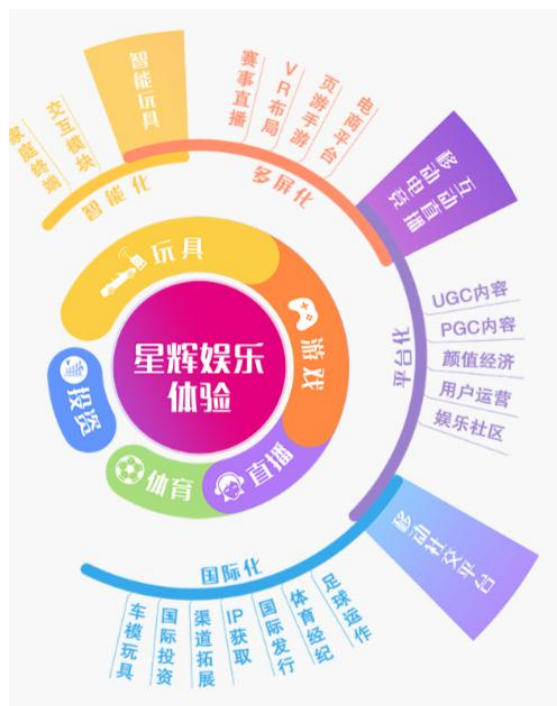 智能玩具
家庭终端
交互模块
智能化
赛事直播
VR布局
页游手游
电商平台
多屏化
互动直播
移动电竞
玩具
游戏
直播
体育
投资
星辉娱乐
体验
UGC内容
PGC内容
颜值经济
用户运营
娱乐社区
移动社交平台
国际化
车模玩具
国际投资
渠道拓展
IP获取
国际发行
体育经纪
足球运作